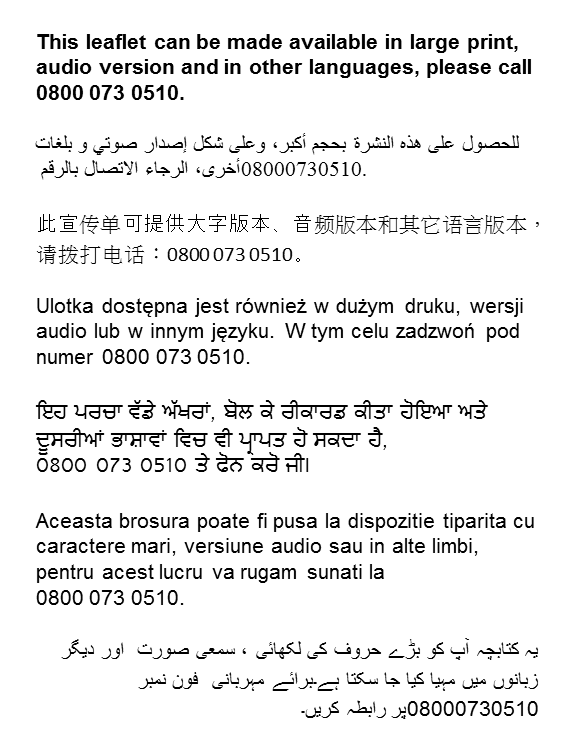 This leaflet can be made available in large print,
audio version and in other languages, please call
0800 073 0510.
للحصول على هذه النشرة بحجم أكبر، وعلى شكل إصدار صوتي و بلغات
أخرى، الرجاء الاتصال بالرقم 08000730510.
此宣传单可提供大字版本、音频版本和其它语言版本，
请拨打电话：0800 073 0510。
Ulotka dostępna jest również w dużym druku, wersji
audio lub w innym języku. W tym celu zadzwoń pod
numer 0800 073 0510.
ਇਹ ਪਰਚਾ ਵੱਡੇ ਅੱਖਰਾਂ, ਬੋਲ ਕੇ ਰੀਕਾਰਡ ਕੀਤਾ ਹੋਇਆ ਅਤੇ
ਦੂਸਰੀਆਂ ਭਾਸ਼ਾਵਾਂ ਵਿਚ ਵੀ ਪ੍ਰਾਪਤ ਹੋ ਸਕਦਾ ਹੈ,
0800 073 0510 ਤੇ ਫੋਨ ਕਰੋ ਜੀ।
Aceasta brosura poate fi pusa la dispozitie tiparita cu
caractere mari, versiune audio sau in alte limbi,
pentru acest lucru va rugam sunati la
0800 073 0510.
یہ کتابچہ آپ کو بڑے حروف کی لکھائی ، سمعی صورت اور دیگر
زبانوں میں مہیا کیا جا سکتا ہے۔برائے مہربانی فون نمبر
08000730510پر رابطہ کریں۔